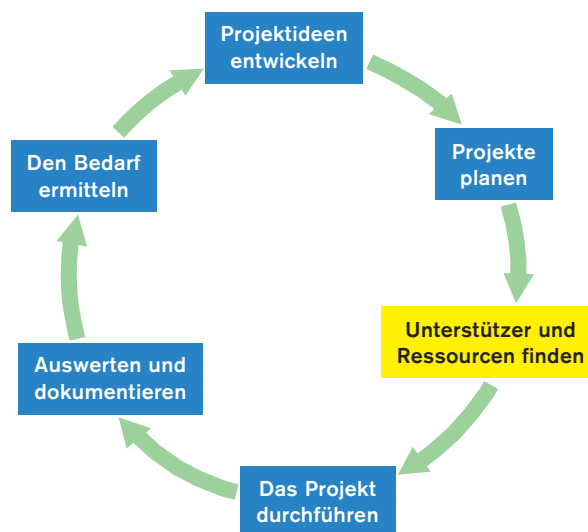 Projektideen
entwickeln
Projekte
planen
Unterstützer und
Ressourcen finden
Das Projekt
durchführen
Auswerten und
dokumentieren
Den Bedarf
ermitteln